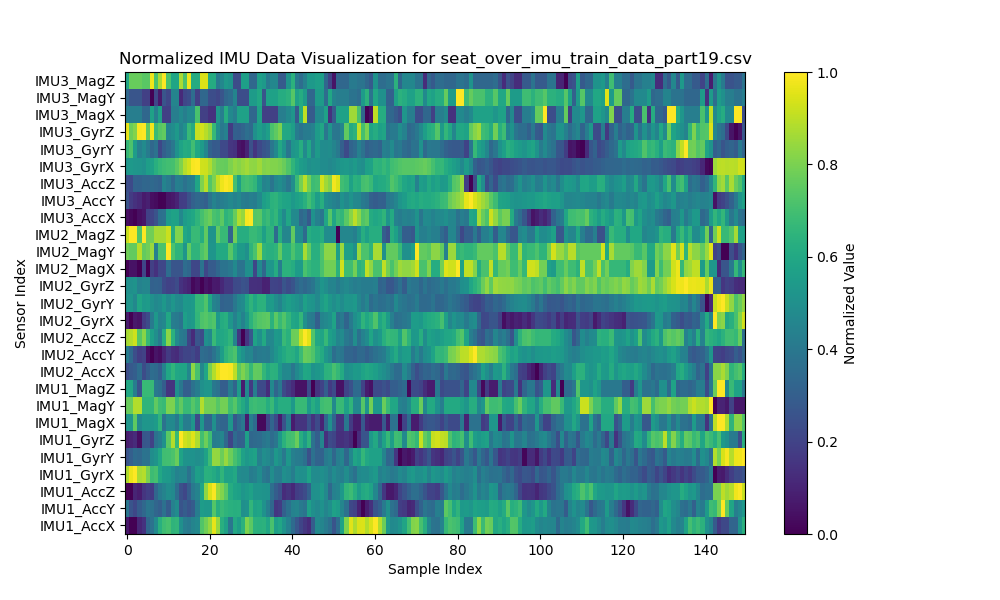 Normalized IMU Data Visualization for seat_over_imu_train_data_part19.csv
IMU3_MagZ
IMU3_MagY
IMU3_MagX
IMU3_GyrZ
IMU3_GyrY
IMU3_GyrX
IMU3_AccZ
IMU3_AccY
IMU3_AccX
IMU2_MagZ
IMU2_MagY
IMU2_MagX
IMU2_GyrZ
IMU2_GyrY
IMU2_GyrX
IMU2_AccZ
IMU2_AccY
IMU2_AccX
IMU1_MagZ
IMU1_MagY
IMU1_MagX
IMU1_GyrZ
IMU1_GyrY
IMU1_GyrX
IMU1_AccZ
IMU1_AccY
IMU1_AccX
Sensor Index
0 20 40 60 80 100 120 140
Sample Index
1.0
0.8
0.6
0.4
0.2
0.0
Normalized Value